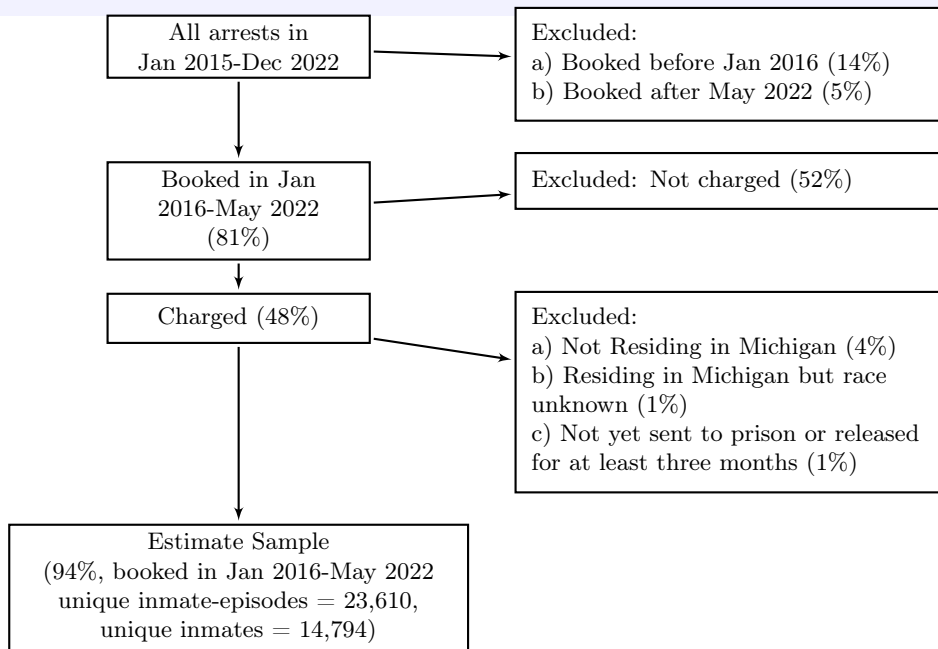 All arrests in
Jan 2015-Dec 2022
Excluded:
a) Booked before Jan 2016 (14%)
b) Booked after May 2022 (5%)
Booked in Jan
2016-May 2022
(81%)
Excluded: Not charged (52%)
Charged (48%)
Excluded:
a) Not Residing in Michigan (4%)
b) Residing in Michigan but race
unknown (1%)
c) Not yet sent to prison or released
for at least three months (1%)
Estimate Sample
(94%, booked in Jan 2016-May 2022
unique inmate-episodes = 23,610,
unique inmates = 14,794)